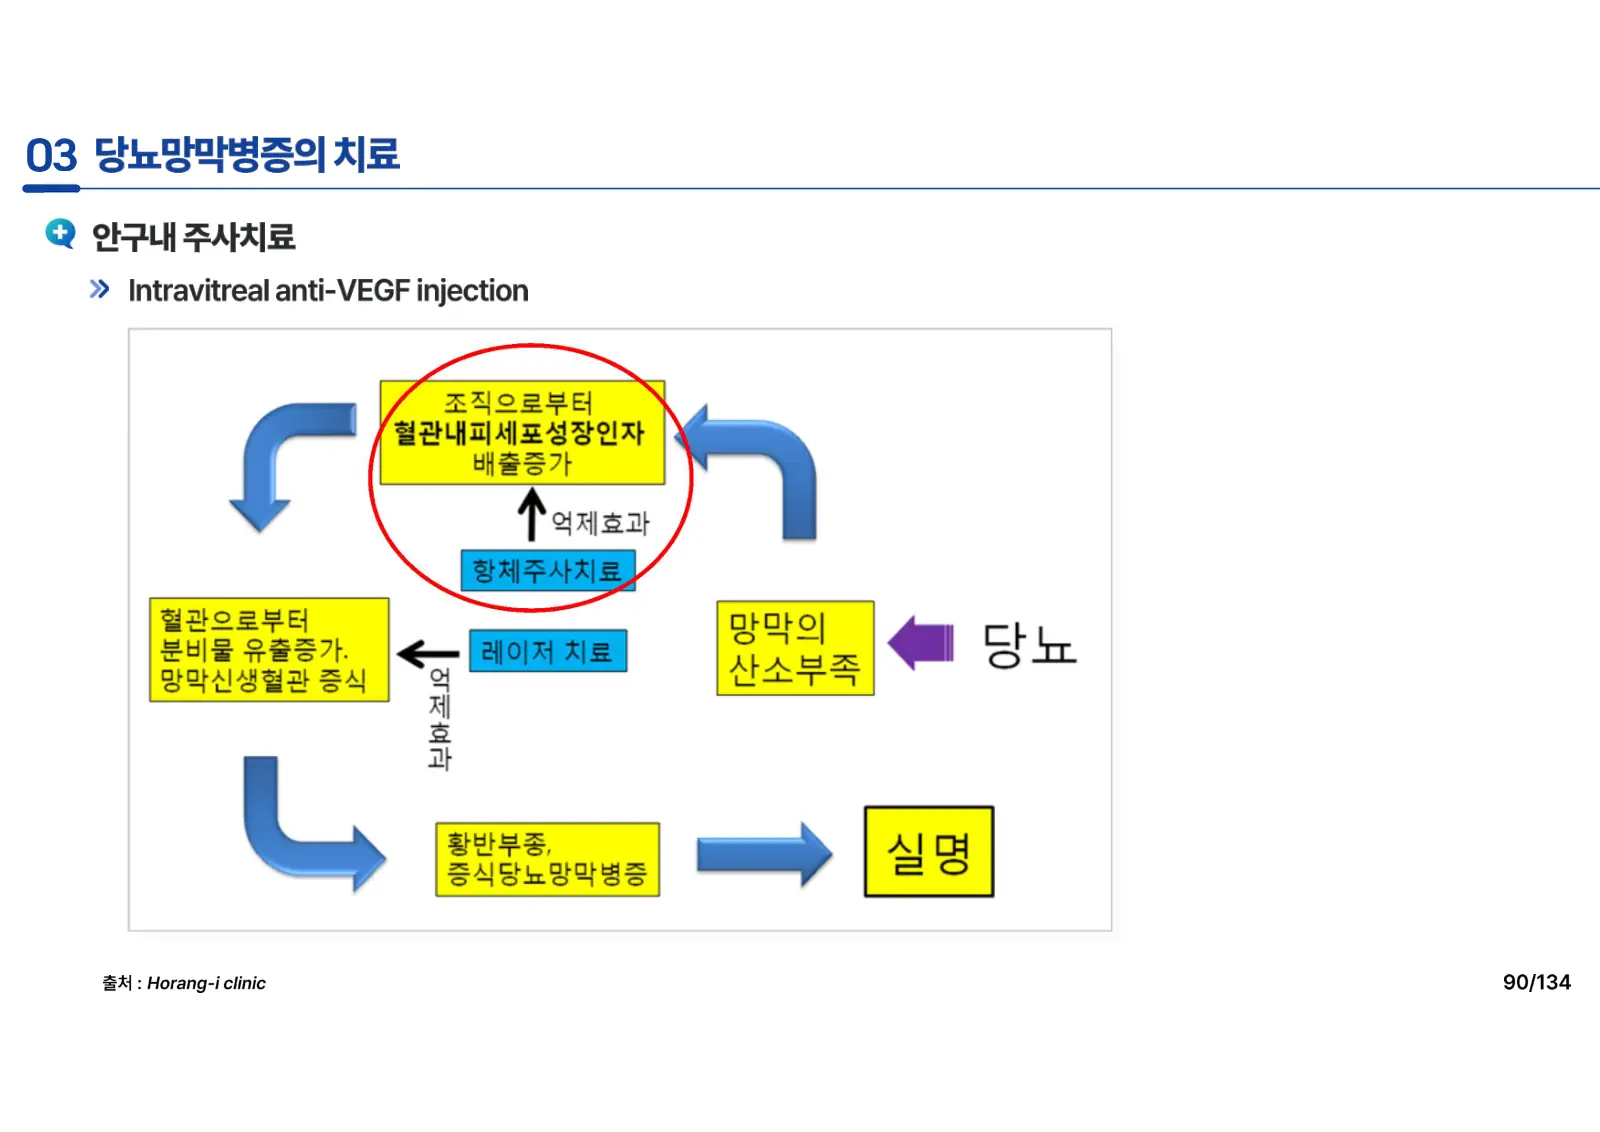 03 당뇨망막병증의 치료
안구내 주사치료
Intravitreal anti-VEGF injection
조직으로부터
혈관내피세포성장인자
배출증가
억제효과
항체주사치료
혈관으로부터
분비물 유출증가.
망막신생혈관 증식
레이저 치료
억제효과
망막의
산소부족
당뇨
황반부종,
증식당뇨망막병증
실명
출처 : Horang-i clinic
90/134